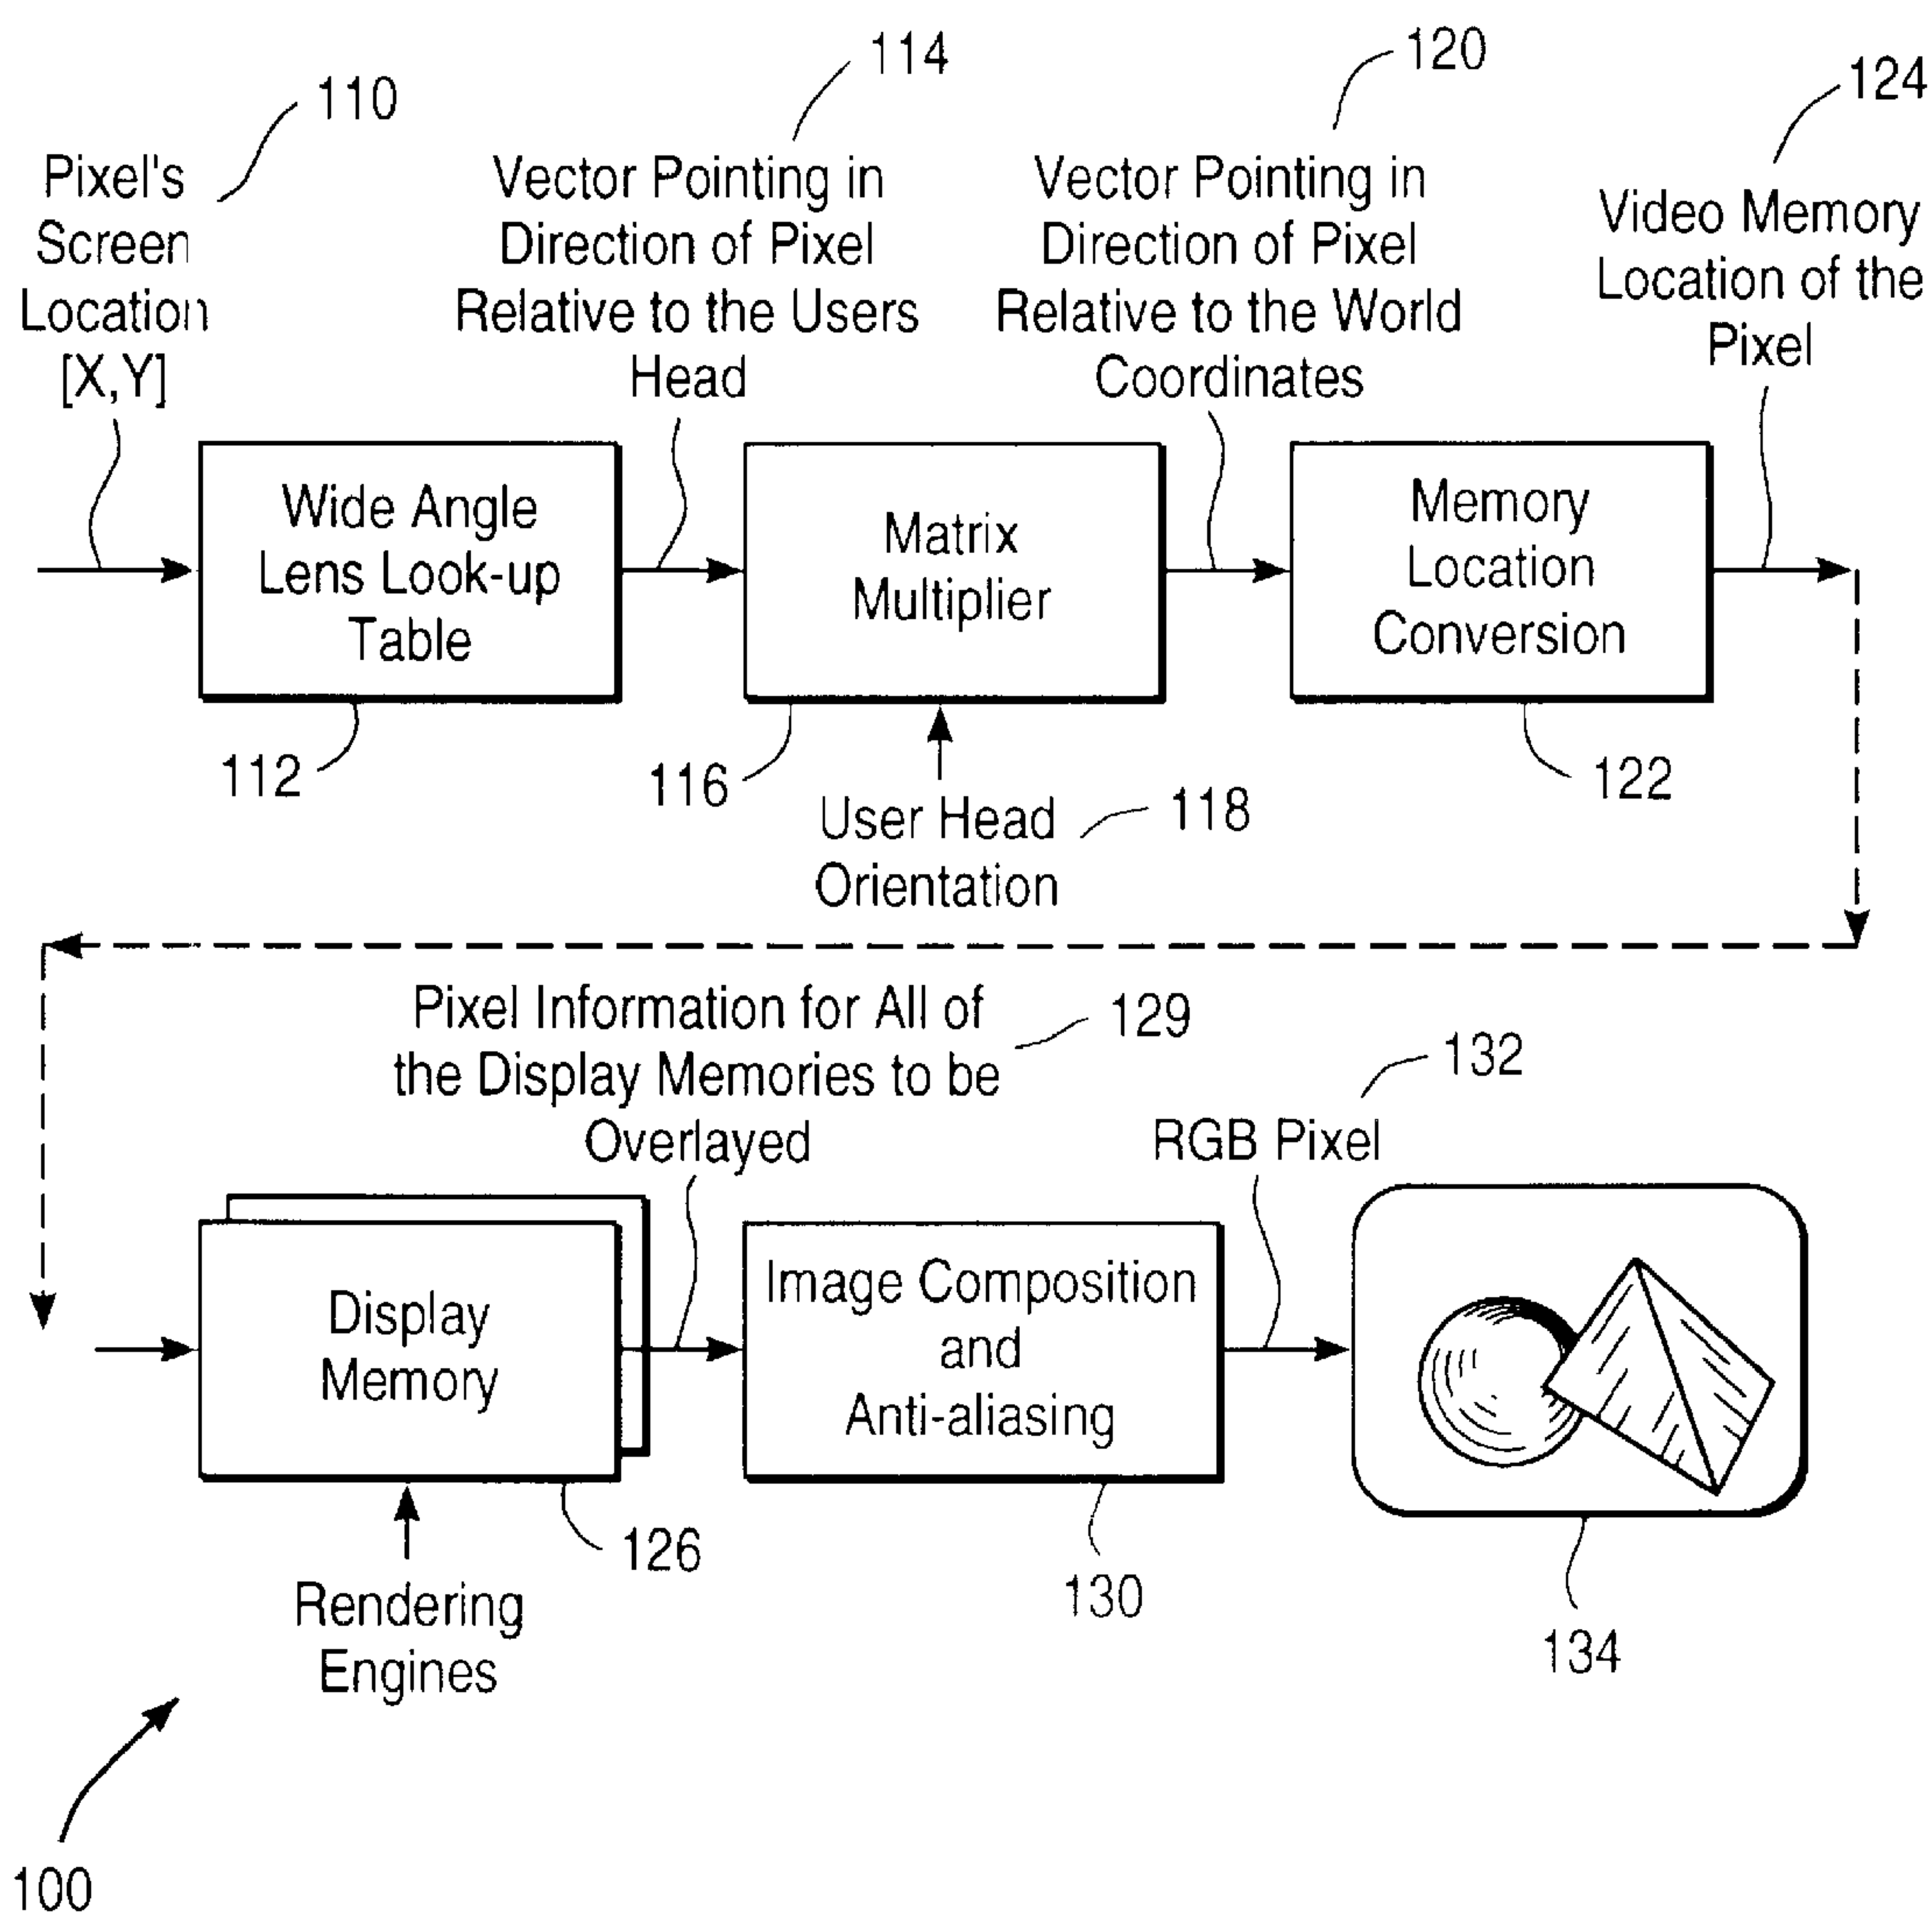 110
Pixel's
Screen
Location
[X,Y]
114
Vector Pointing in
Direction of Pixel
Relative to the Users
Head
120
Vector Pointing in
Direction of Pixel
Relative to the World
Coordinates
124
Video Memory
Location of the
Pixel
Wide Angle
Lens Look-up
Table
112
Matrix
Multiplier
116
User Head
Orientation
118
Memory
Location
Conversion
122
Pixel Information for All of
the Display Memories to be
Overlayed
129
RGB Pixel
132
Display
Memory
126
Rendering
Engines
Image Composition
and
Anti-aliasing
130
134
100